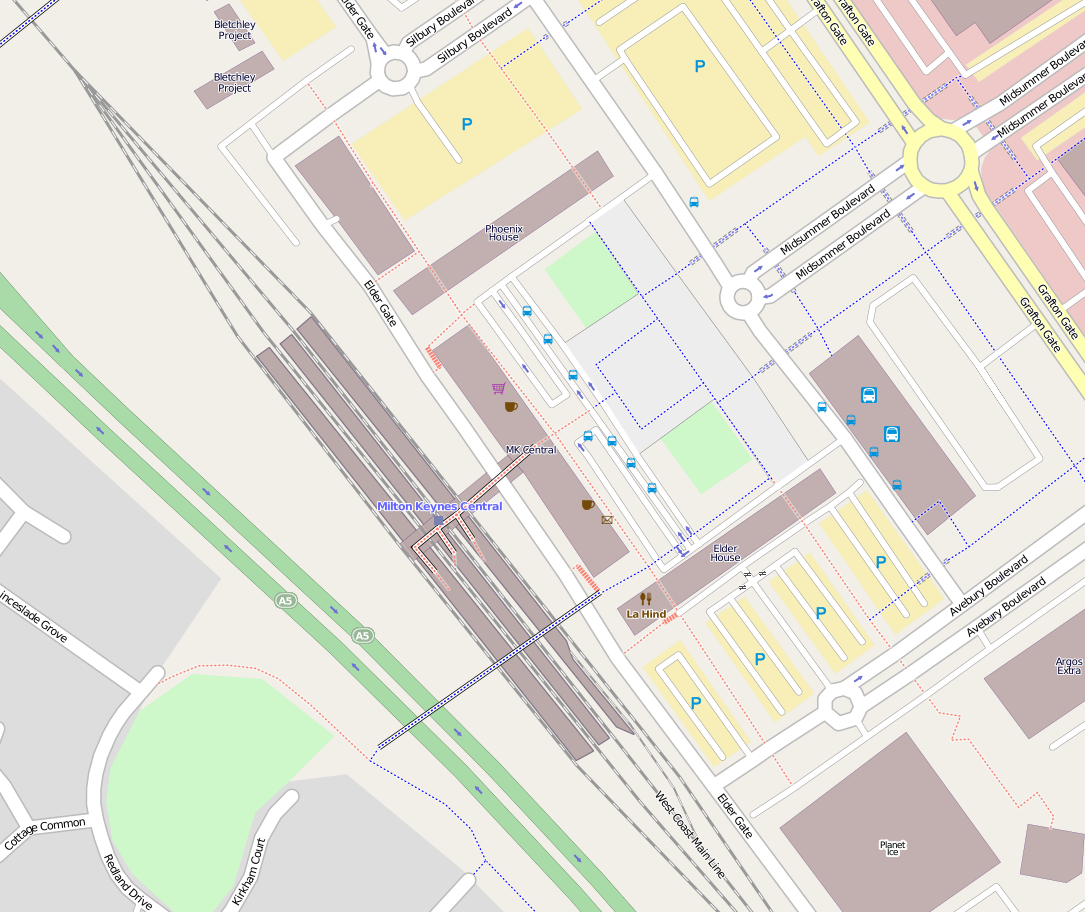 Elder Gate
Silbury Boulevard
Silbury Boulevard
Grafton Gate
Grafton Gate
Bletchley
Project
Bletchley
Project
P
P
Midsummer Boulevard
Midsummer Boulevard
Midsummer Boulevard
Midsummer Boulevard
Phoenix
House
Elder Gate
Grafton Gate
Grafton Gate
MK Central
Milton Keynes Central
Elder
House
La Hind
A5
A5
P
P
P
P
Avebury Boulevard
Avebury Boulevard
inceslade Grove
Argos
Extra
West Coast Main Line
Elder Gate
Cottage Common
Redland Drive
Kirkham Court
Planet
Ice